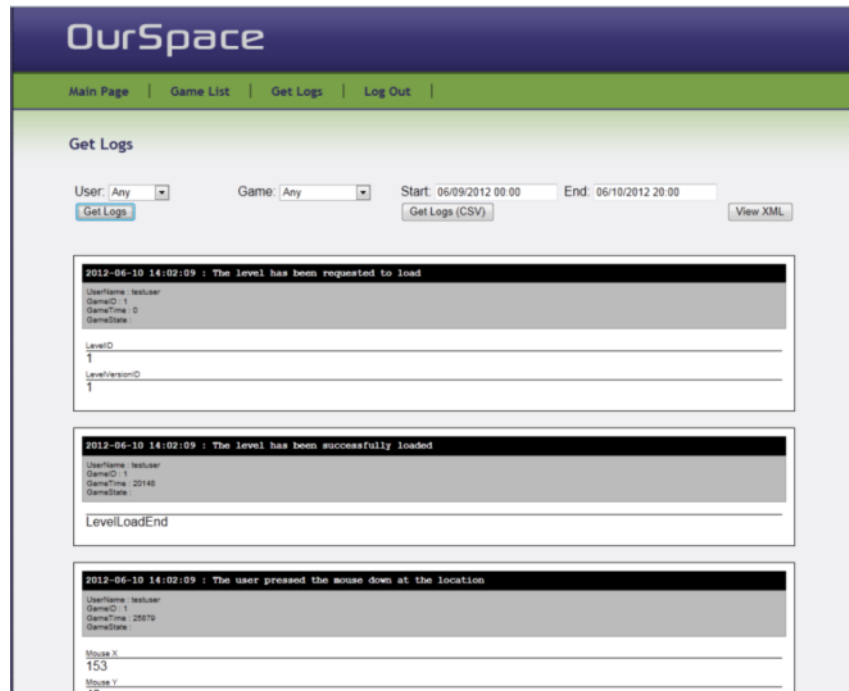 OurSpace
Main Page | Game List | Get Logs | Log Out |
Get Logs
User: Any Game: Any Start: 06/09/2012 00:00 End: 06/10/2012 20:00
Get Logs Get Logs (CSV) View XML
2012-06-10 14:02:09 : The level has been requested to load
UserName : testuser
GameID : 1
GameTime : 0
GameState :
LevelID
1
LevelVersionID
1
2012-06-10 14:02:09 : The level has been successfully loaded
UserName : testuser
GameID : 1
GameTime : 20148
GameState :
LevelLoadEnd
2012-06-10 14:02:09 : The user pressed the mouse down at the location
UserName : testuser
GameID : 1
GameTime : 25879
GameState :
Mouse X
153
Mouse Y